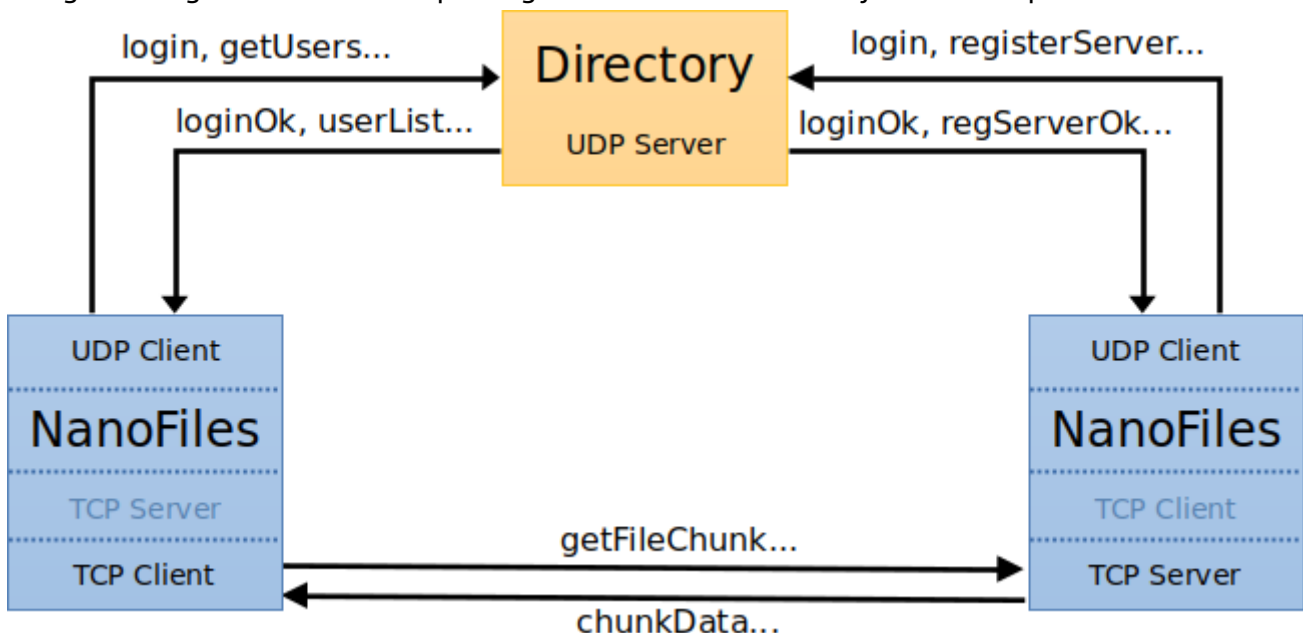 login, getUsers...
login, registerServer...
Directory
loginOk, userList...
loginOk, regServerOk...
UDP Server
UDP Client
NanoFiles
TCP Server
TCP Client
UDP Client
NanoFiles
TCP Client
TCP Server
getFileChunk...
chunkData...